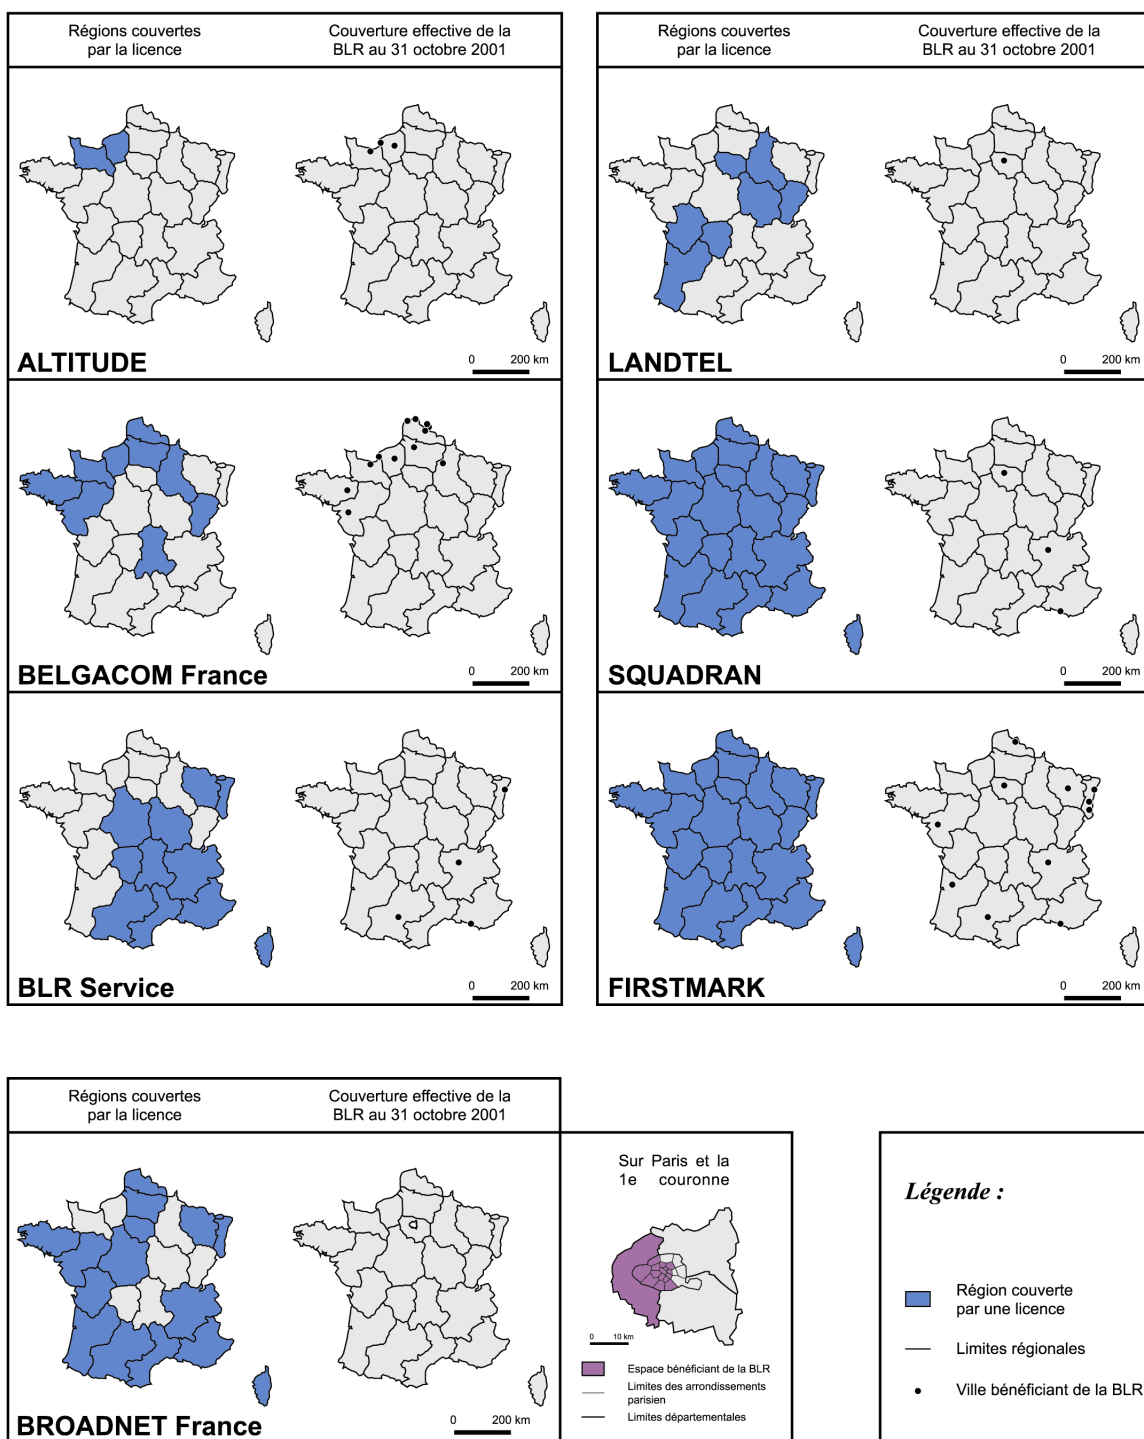 Régions couvertes
par la licence
Couverture effective de la
BLR au 31 octobre 2001
ALTITUDE
0 200 km
BELGACOM France
0 200 km
BLR Service
0 200 km
Régions couvertes
par la licence
Couverture effective de la
BLR au 31 octobre 2001
LANDTEL
0 200 km
SQUADRAN
0 200 km
FIRSTMARK
0 200 km
Régions couvertes
par la licence
Couverture effective de la
BLR au 31 octobre 2001
BROADNET France
0 200 km
Sur Paris et la
1e couronne
0 10 km
Espace bénéficiant de la BLR
Limites des arrondissements
parisien
Limites départementales
Légende :
Région couverte
par une licence
Limites régionales
Ville bénéficiant de la BLR